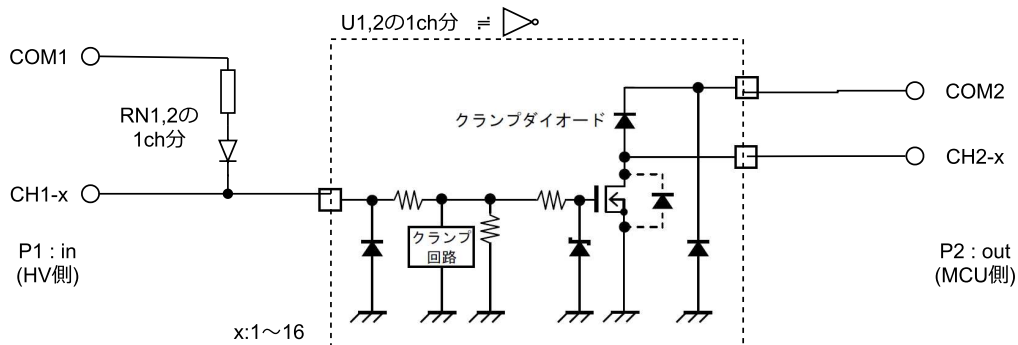 U1,2の1ch分 ≒
COM1
RN1,2の
1ch分
クランプダイオード
COM2
CH2-x
CH1-x
クランプ
回路
P1 : in
(HV側)
P2 : out
(MCU側)
x:1～16